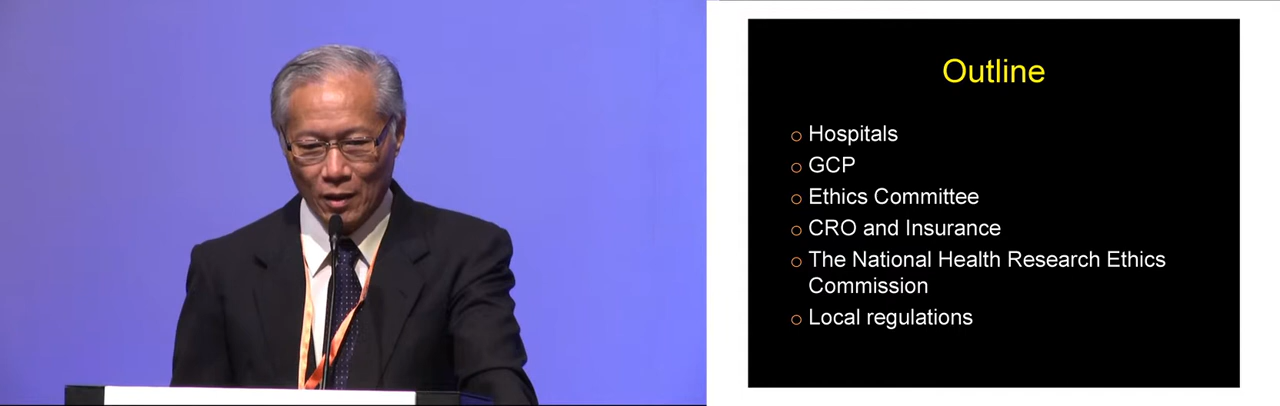 Outline
Hospitals
GCP
Ethics Committee
CRO and Insurance
The National Health Research Ethics
Commission
Local regulations